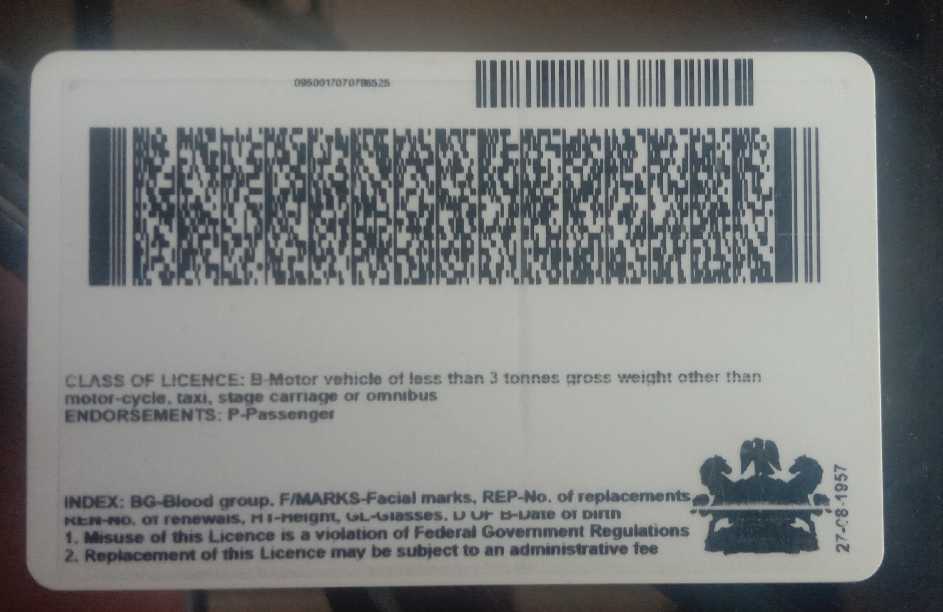 0950017070786525
CLASS OF LICENCE: B-Motor vehicle of less than 3 tonnes gross weight other than
motor-cycle, taxi, stage carriage or omnibus
ENDORSEMENTS: P-Passenger
INDEX: BG-Blood group. F/MARKS-Facial marks, REP-No. of replacements
REN-No. of renewals, HT-Height, GL-Glasses, D OF B-Date of birth
1. Misuse of this Licence is a violation of Federal Government Regulations
2. Replacement of this Licence may be subject to an administrative fee
27-08-1957